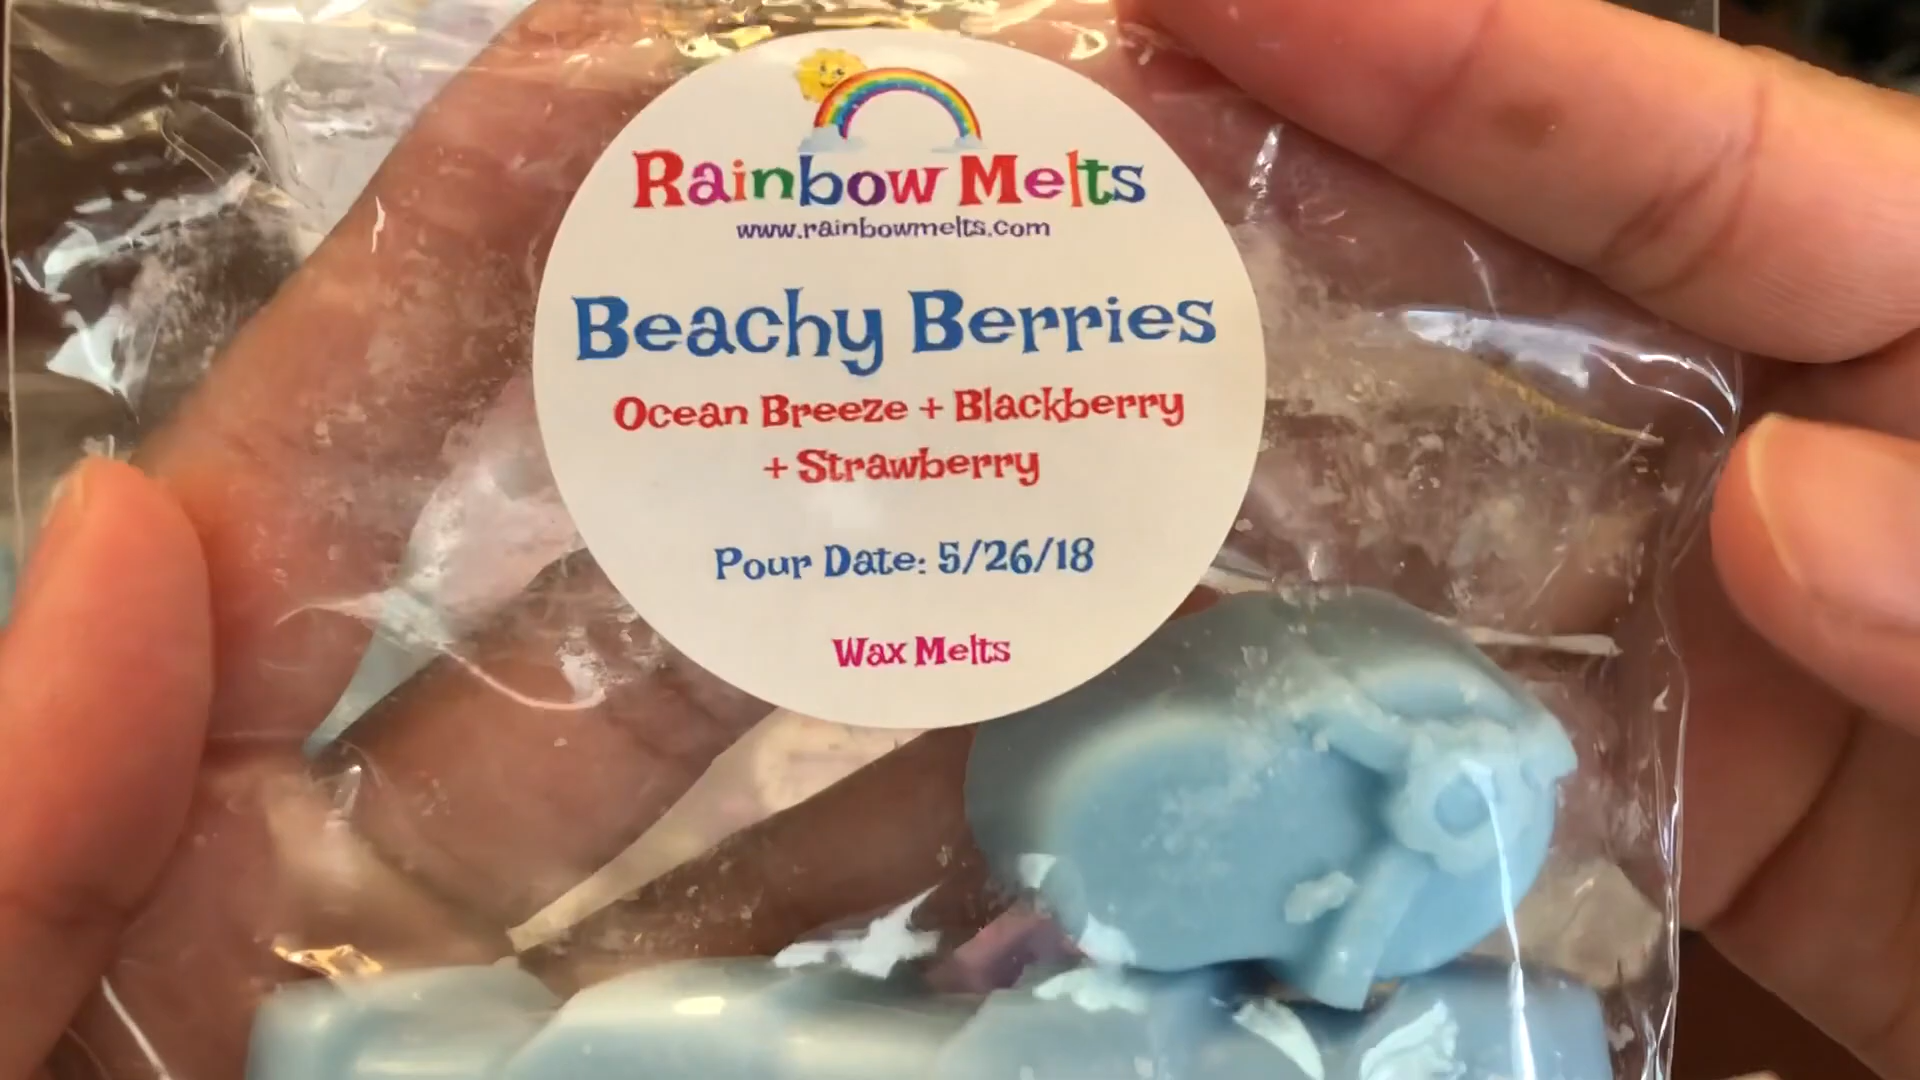 Rainbow Melts
www.rainbowmelts.com
Beachy Berries
Ocean Breeze + Blackberry
+ Strawberry
Pour Date: 5/26/18
Wax Melts